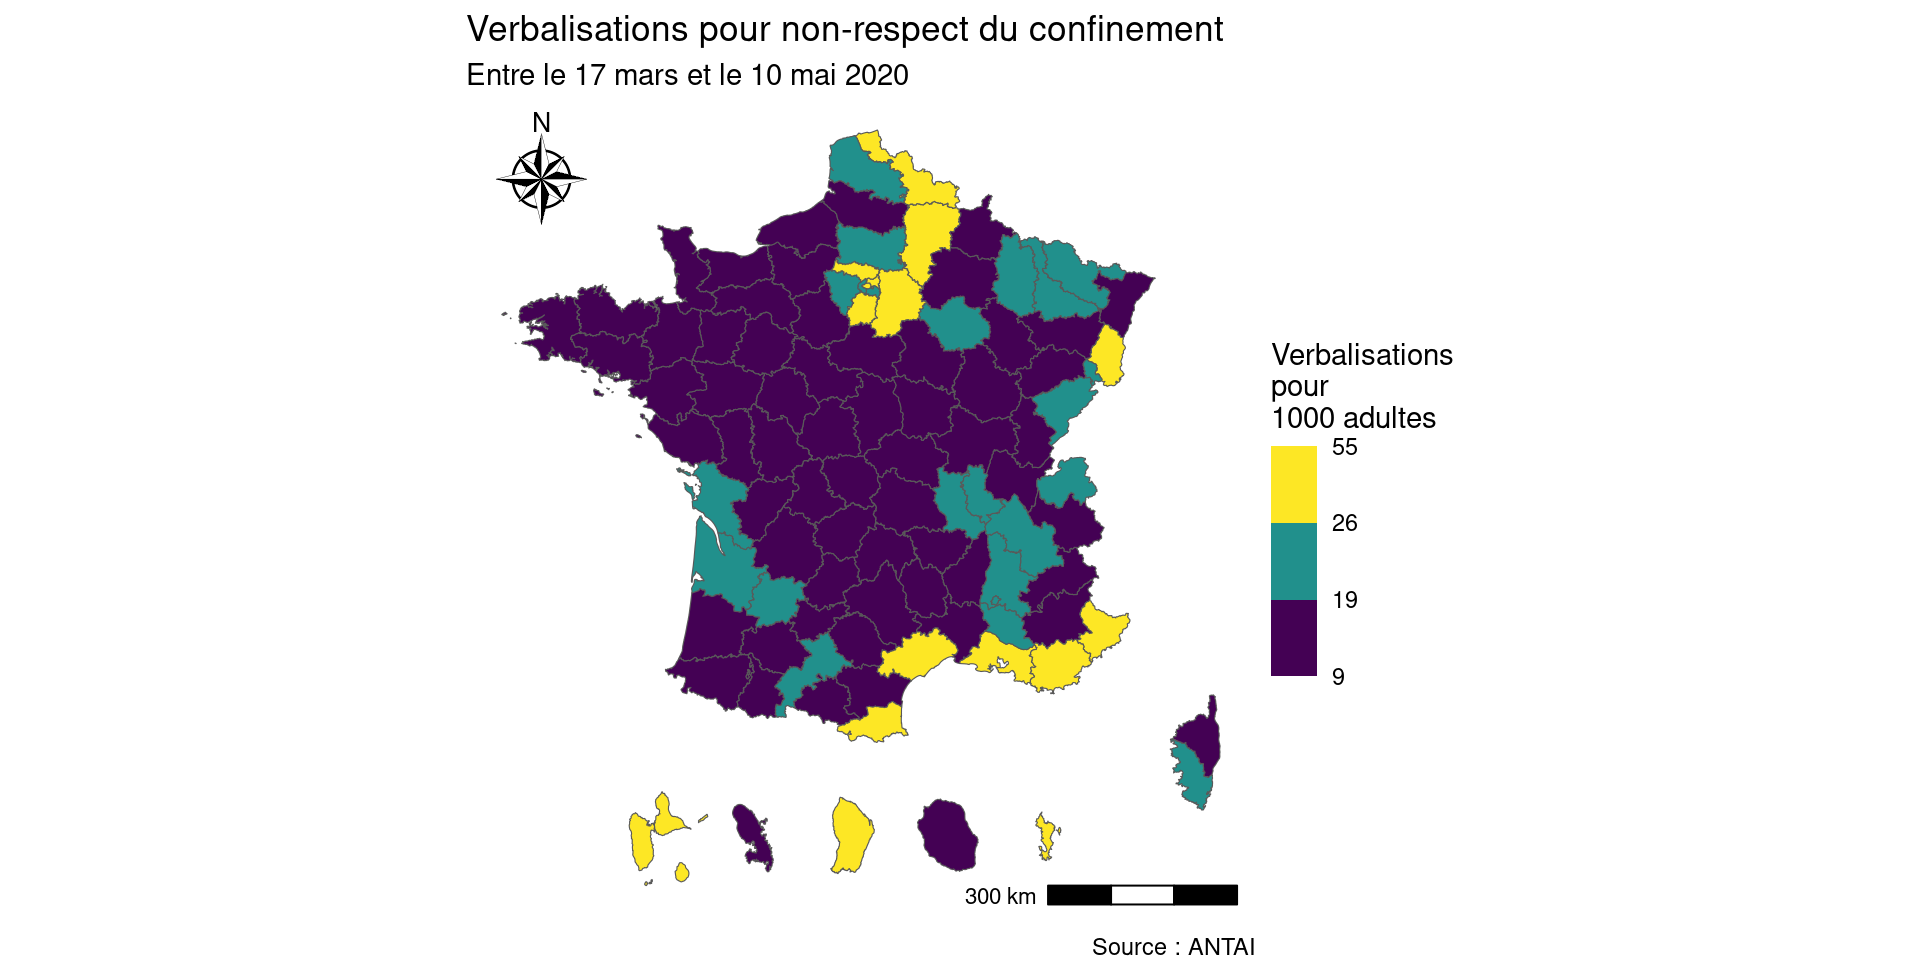 Verbalisations pour non-respect du confinement
Entre le 17 mars et le 10 mai 2020
N
Verbalisations
pour
1000 adultes
55
26
19
9
300 km
Source : ANTAI